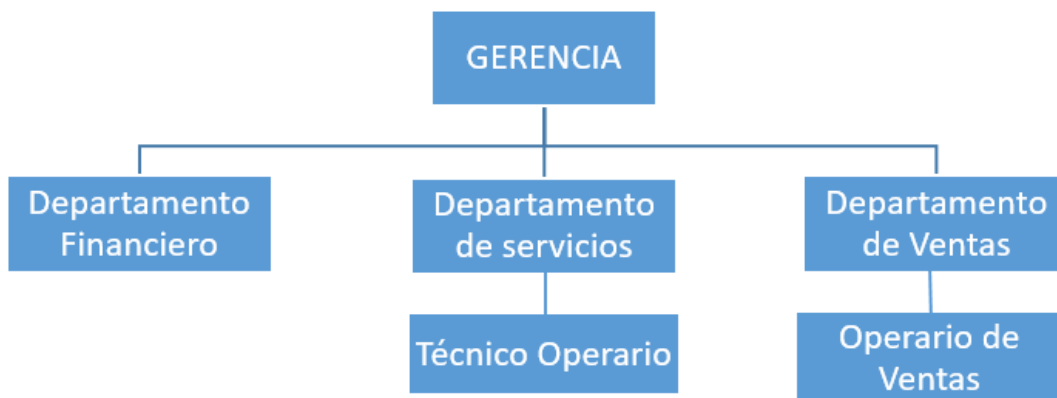 GERENCIA
Departamento
Financiero
Departamento
de servicios
Departamento
de Ventas
Técnico Operario
Operario de
Ventas